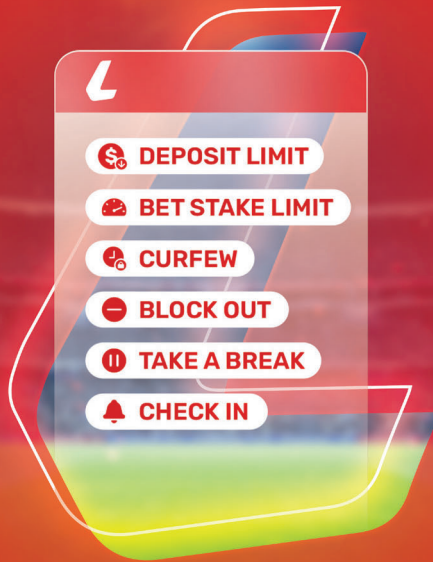 DEPOSIT LIMIT
BET STAKE LIMIT
CURFEW
BLOCK OUT
TAKE A BREAK
CHECK IN